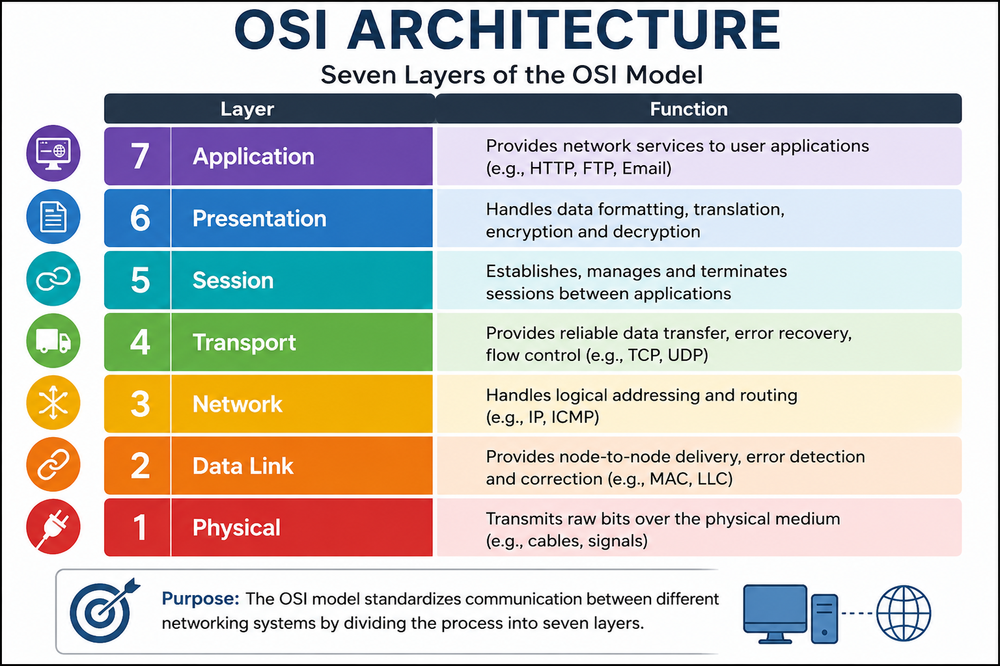 OSI ARCHITECTURE
Seven Layers of the OSI Model
Layer
Function
7
Application
Provides network services to user applications
(e.g., HTTP, FTP, Email)
6
Presentation
Handles data formatting, translation,
encryption and decryption
5
Session
Establishes, manages and terminates
sessions between applications
4
Transport
Provides reliable data transfer, error recovery,
flow control (e.g., TCP, UDP)
3
Network
Handles logical addressing and routing
(e.g., IP, ICMP)
2
Data Link
Provides node-to-node delivery, error detection
and correction (e.g., MAC, LLC)
1
Physical
Transmits raw bits over the physical medium
(e.g., cables, signals)
Purpose: The OSI model standardizes communication between different
networking systems by dividing the process into seven layers.